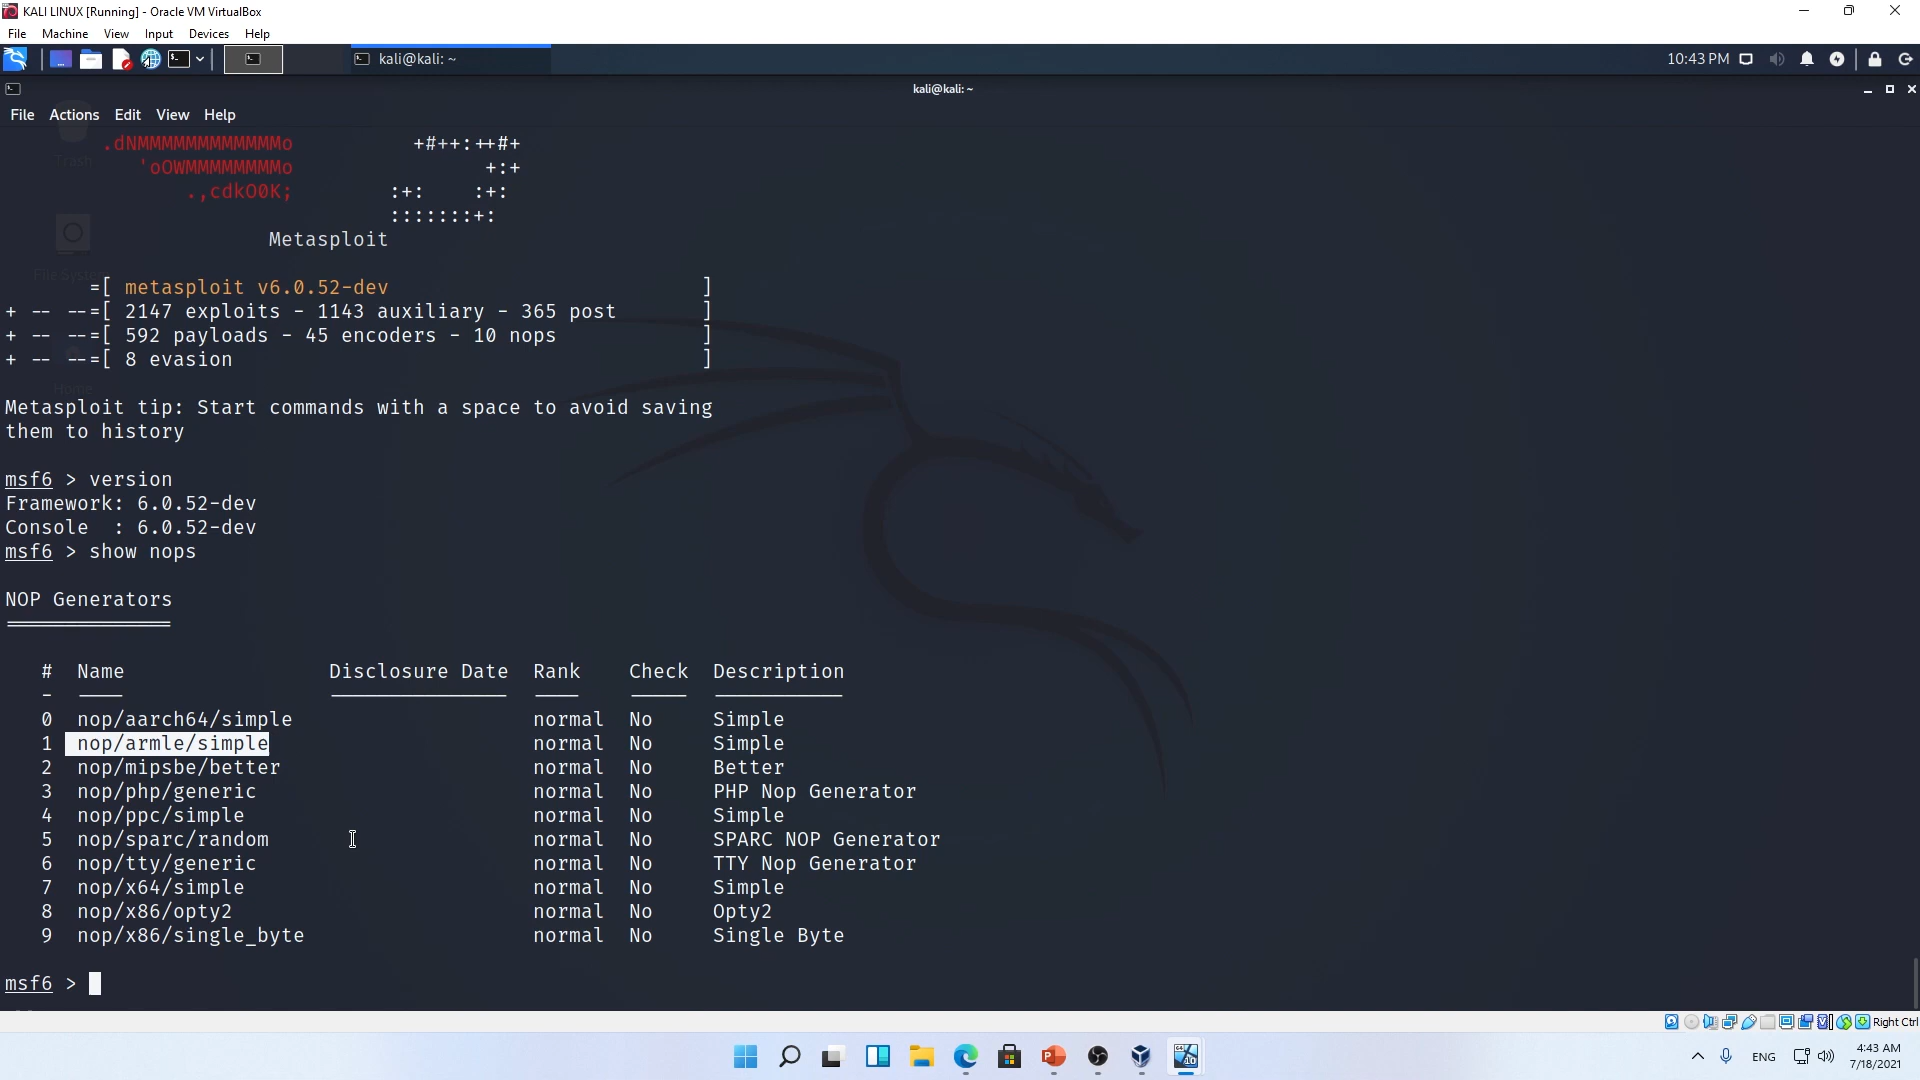 KALI LINUX [Running] - Oracle VM VirtualBox
File Machine View Input Devices Help
kali@kali: ~
10:43 PM
kali@kali: ~
File Actions Edit View Help
Trash
.dNMMMMMMMMMMMMo +#++:++#+
'oOWMMMMMMMMo +:+
.,cdkO0K; :+: :+:
:::::::+:
Metasploit
File System
=[ metasploit v6.0.52-dev ]
+ -- --=[ 2147 exploits - 1143 auxiliary - 365 post ]
+ -- --=[ 592 payloads - 45 encoders - 10 nops ]
+ -- --=[ 8 evasion ]
Home
Metasploit tip: Start commands with a space to avoid saving
them to history
msf6 > version
Framework: 6.0.52-dev
Console : 6.0.52-dev
msf6 > show nops
NOP Generators
# Name Disclosure Date Rank Check Description
0 nop/aarch64/simple normal No Simple
1 nop/armle/simple normal No Simple
2 nop/mipsbe/better normal No Better
3 nop/php/generic normal No PHP Nop Generator
4 nop/ppc/simple normal No Simple
5 nop/sparc/random normal No SPARC NOP Generator
6 nop/tty/generic normal No TTY Nop Generator
7 nop/x64/simple normal No Simple
8 nop/x86/opty2 normal No Opty2
9 nop/x86/single_byte normal No Single Byte
msf6 >
Right Ctrl
ENG
4:43 AM
7/18/2021